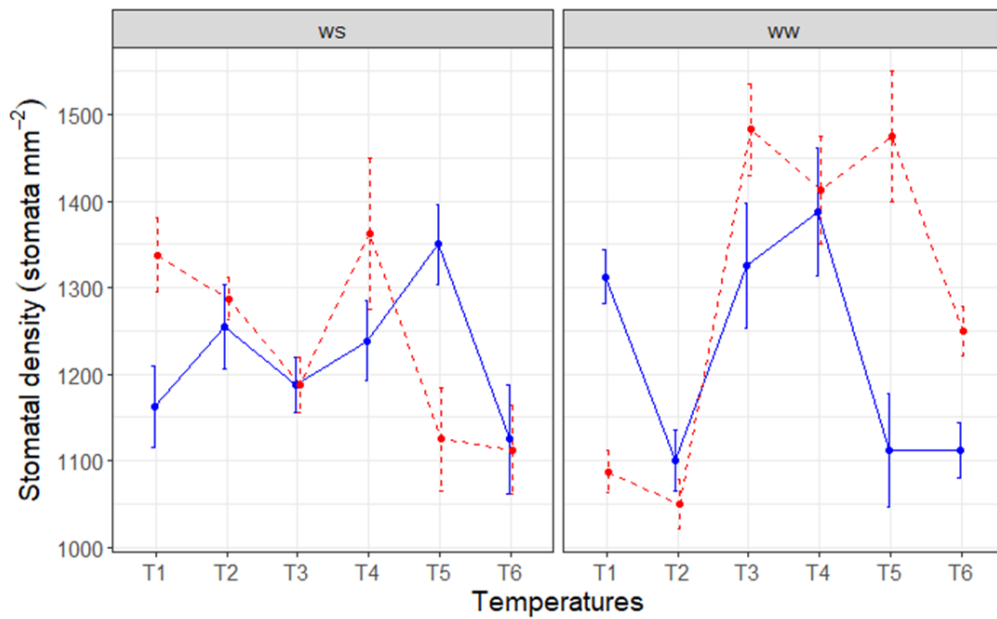 ws
ww
Stomatal density ( stomata mm⁻²)
1500
1400
1300
1200
1100
1000
T1 T2 T3 T4 T5 T6
T1 T2 T3 T4 T5 T6
Temperatures